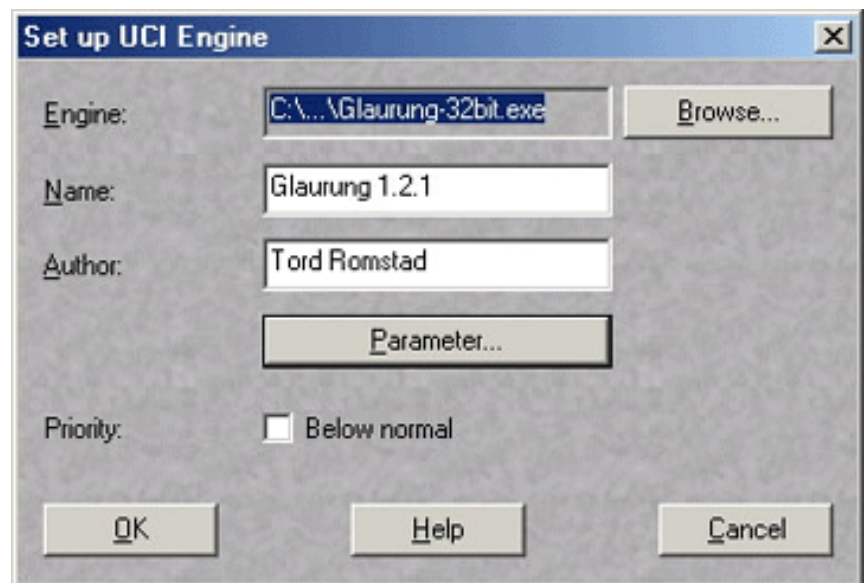 Set up UCI Engine
Engine: C:\...\Glaurung-32bit.exe Browse...
Name: Glaurung 1.2.1
Author: Tord Romstad
Parameter...
Priority: Below normal
OK Help Cancel